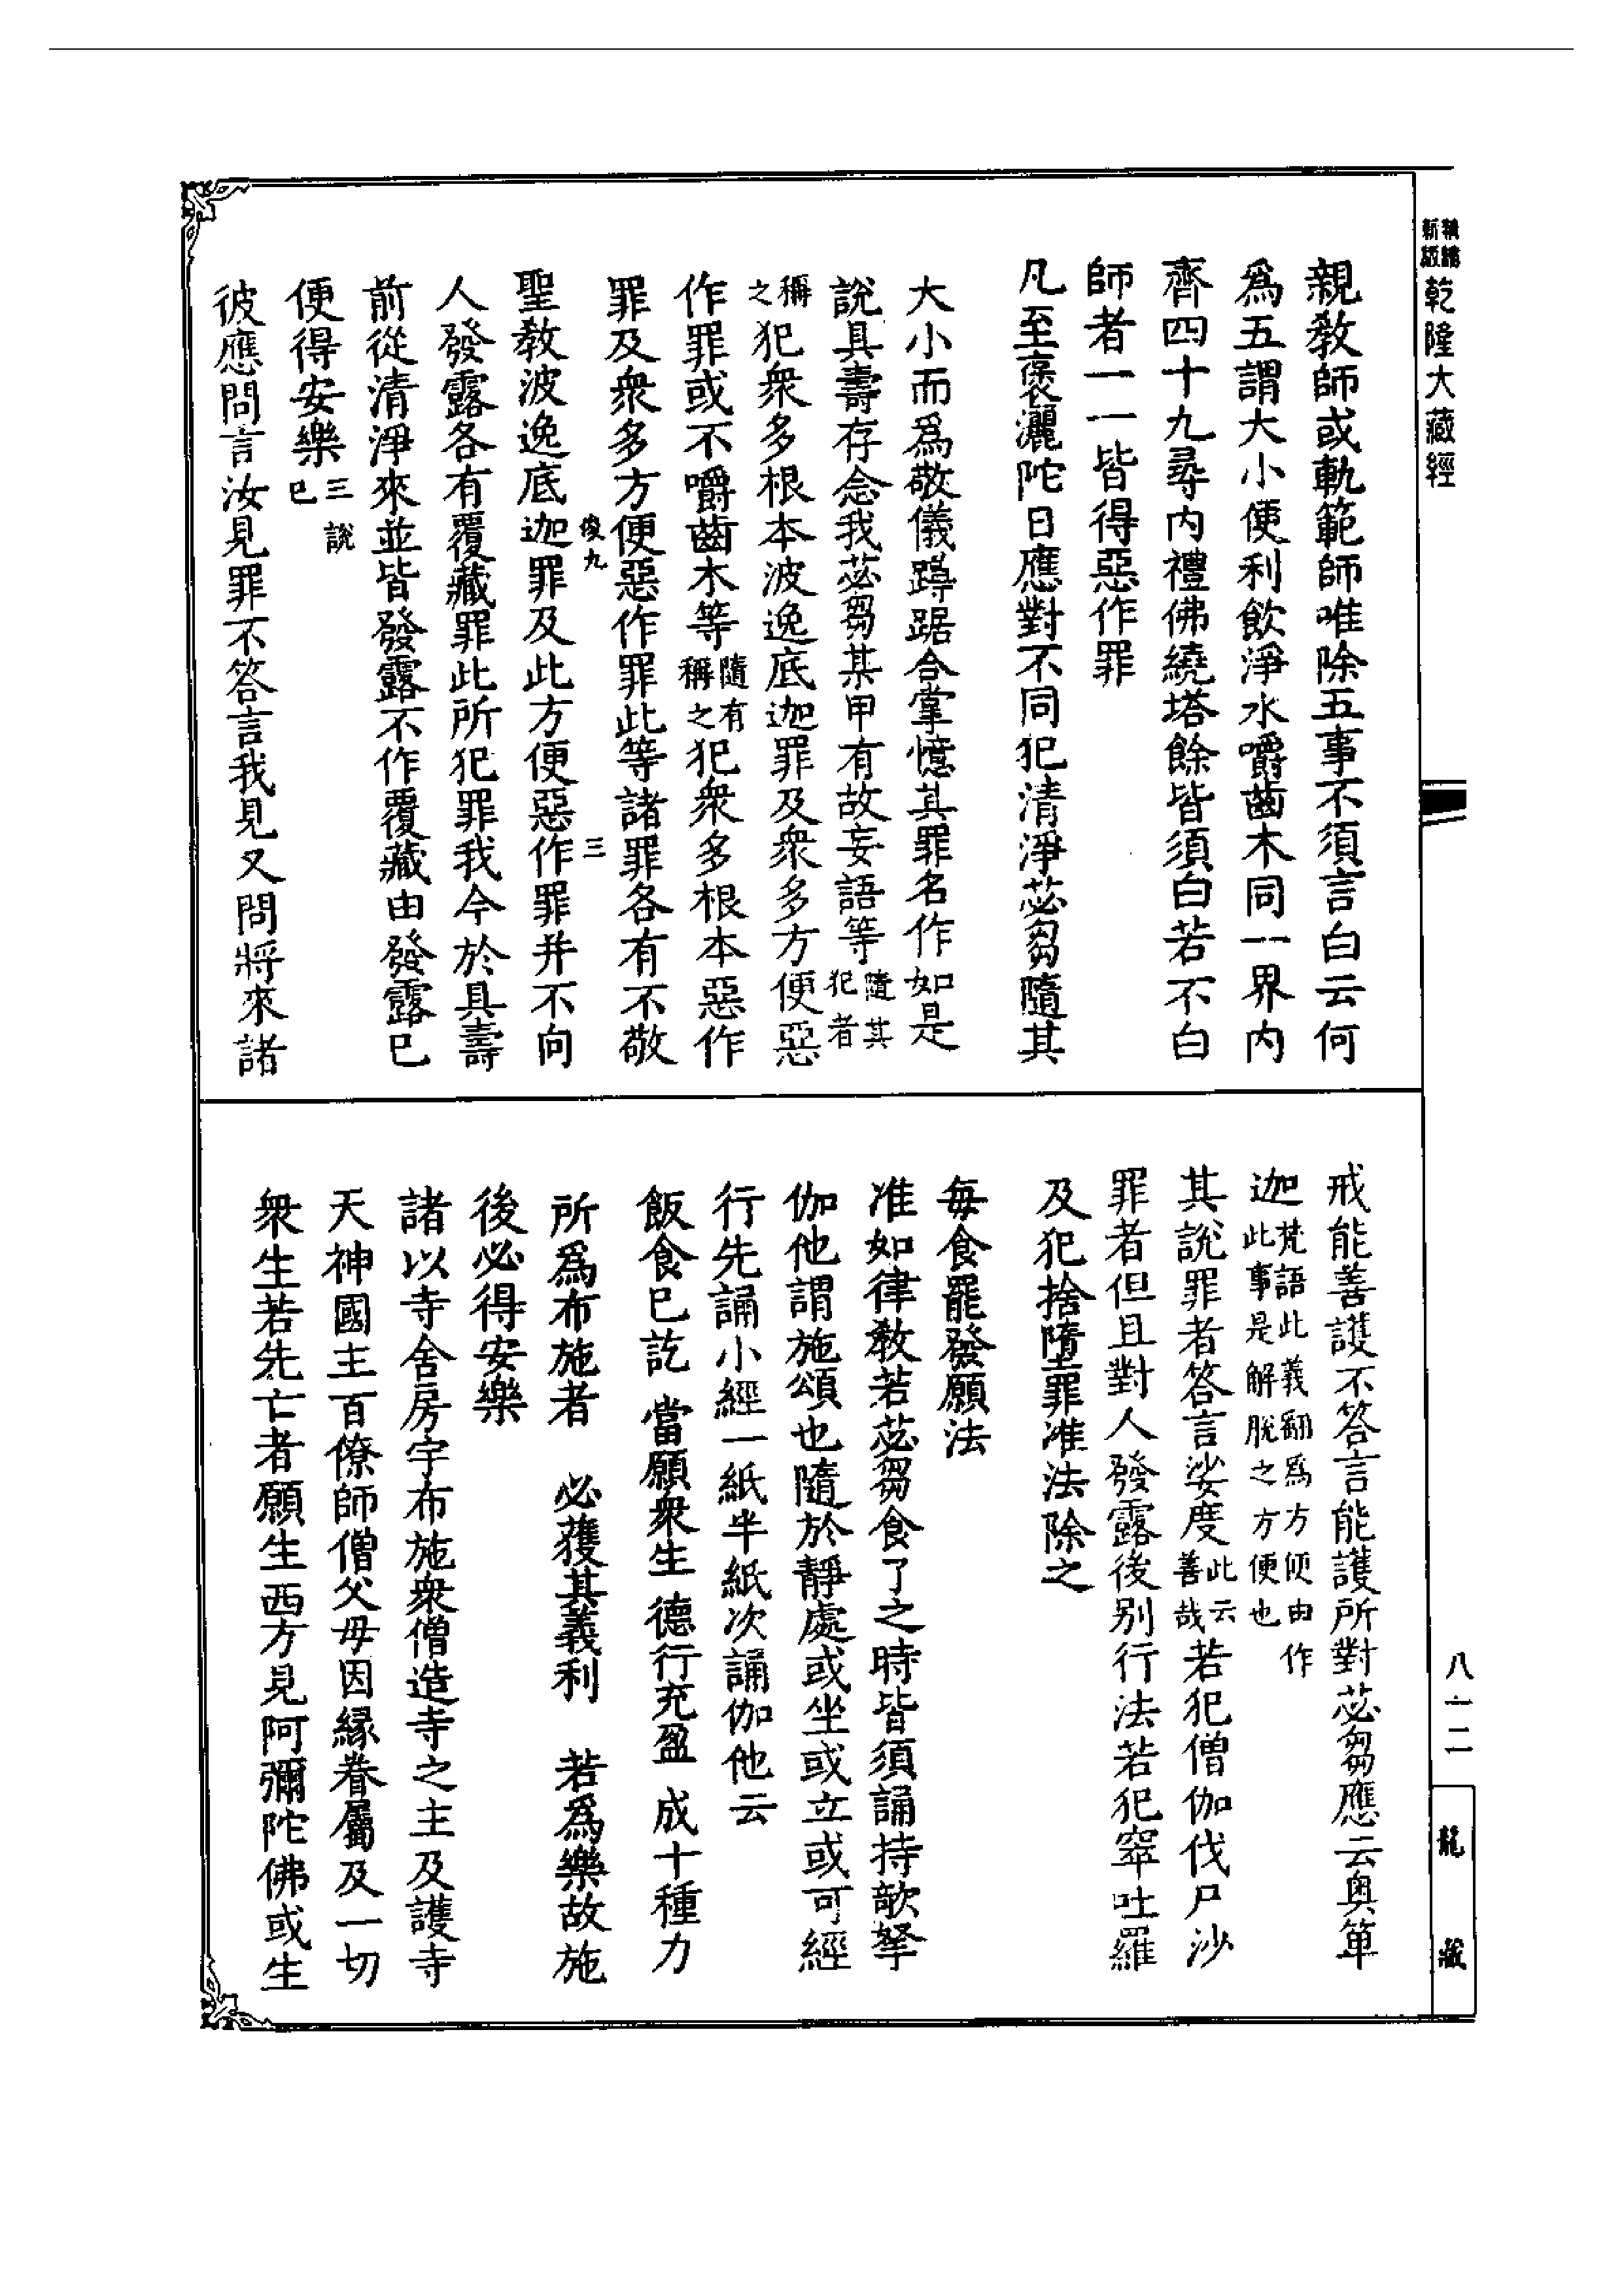 新編縮版 乾隆大藏經
親教師或軌範師唯除五事不須言白云何
爲五謂大小便利飲淨水嚼齒木同一界內
齊四十九尋內禮佛繞塔餘皆須白若不白
師者一一皆得惡作罪
凡至褒灑陀日應對不同犯清淨苾芻隨其
大小而爲敬儀蹲踞合掌憶其罪名作如是
說具壽存念我苾芻某甲有故妄語等隨其犯者
稱之犯衆多根本波逸底迦罪及衆多方便惡
作罪或不嚼齒木等隨有稱之犯衆多根本惡作
罪及衆多方便惡作罪此等諸罪各有不敬
俊九 三
聖教波逸底迦罪及此方便惡作罪并不向
人發露各有覆藏罪此所犯罪我今於具壽
前從清淨來並皆發露不作覆藏由發露已
便得安樂三說已
彼應問言汝見罪不答言我見又問將來諸
戒能善護不答言能護所對苾芻應云奧箄
迦梵語此義翻爲方便由作此事是解脫之方便也
其說罪者答言娑度此云善哉若犯僧伽伐尸沙
罪者但且對人發露後別行法若犯窣吐羅
及犯捨墮罪准法除之
每食罷發願法
准如律教若苾芻食了之時皆須誦持歌拏
伽他謂施頌也隨於靜處或坐或立或可經
行先誦小經一紙半紙次誦伽他云
飯食已訖 當願衆生 德行充盈 成十種力
所爲布施者 必獲其義利 若爲樂故施
後必得安樂
諸以寺舍房宇布施衆僧造寺之主及護寺
天神國主百僚師僧父母因緣眷屬及一切
衆生若先亡者願生西方見阿彌陀佛或生
八一二
龍藏